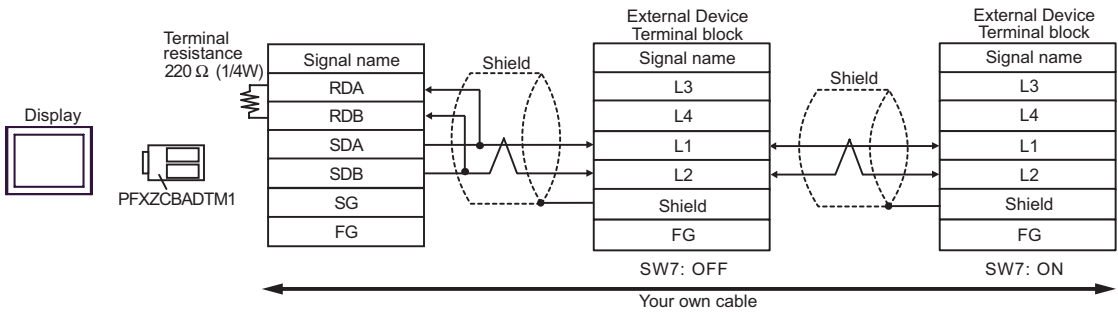 Display
PFXZCBADTM1
Terminal
resistance
220 Ω (1/4W)
Signal name
RDA
RDB
SDA
SDB
SG
FG
Shield
External Device
Terminal block
Signal name
L3
L4
L1
L2
Shield
FG
SW7: OFF
Shield
External Device
Terminal block
Signal name
L3
L4
L1
L2
Shield
FG
SW7: ON
Your own cable